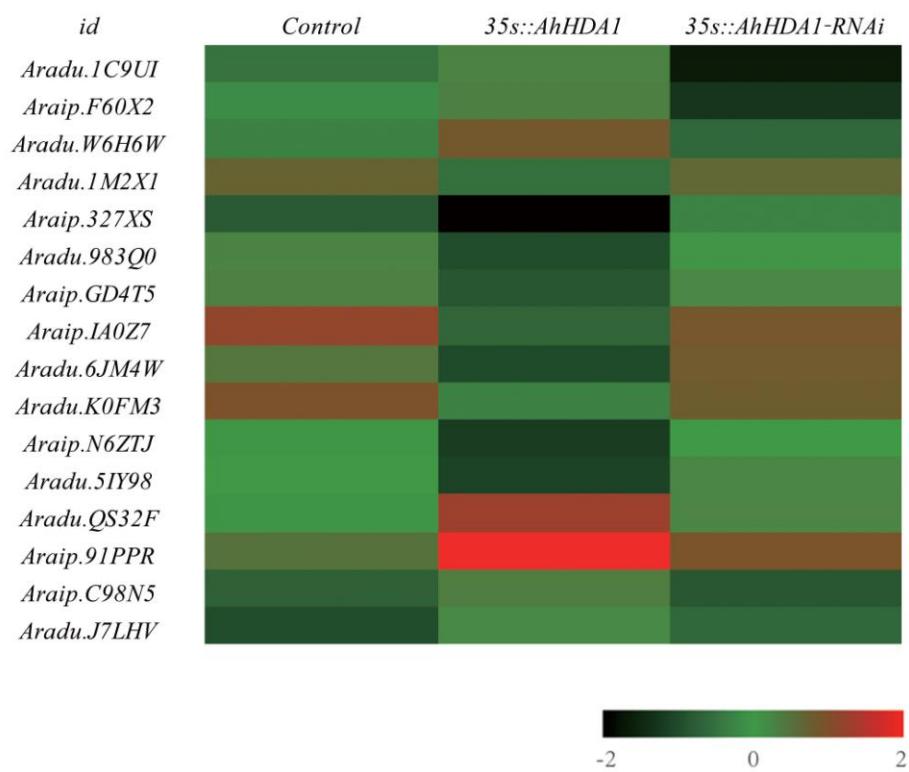 id Control 35s::AhHDA1 35s::AhHDA1-RNAi
Aradu.1C9UI
Araip.F60X2
Aradu.W6H6W
Aradu.1M2X1
Araip.327XS
Aradu.983Q0
Araip.GD4T5
Araip.IA0Z7
Aradu.6JM4W
Aradu.K0FM3
Araip.N6ZTJ
Aradu.5IY98
Aradu.QS32F
Araip.91PPR
Araip.C98N5
Aradu.J7LHV
-2 0 2